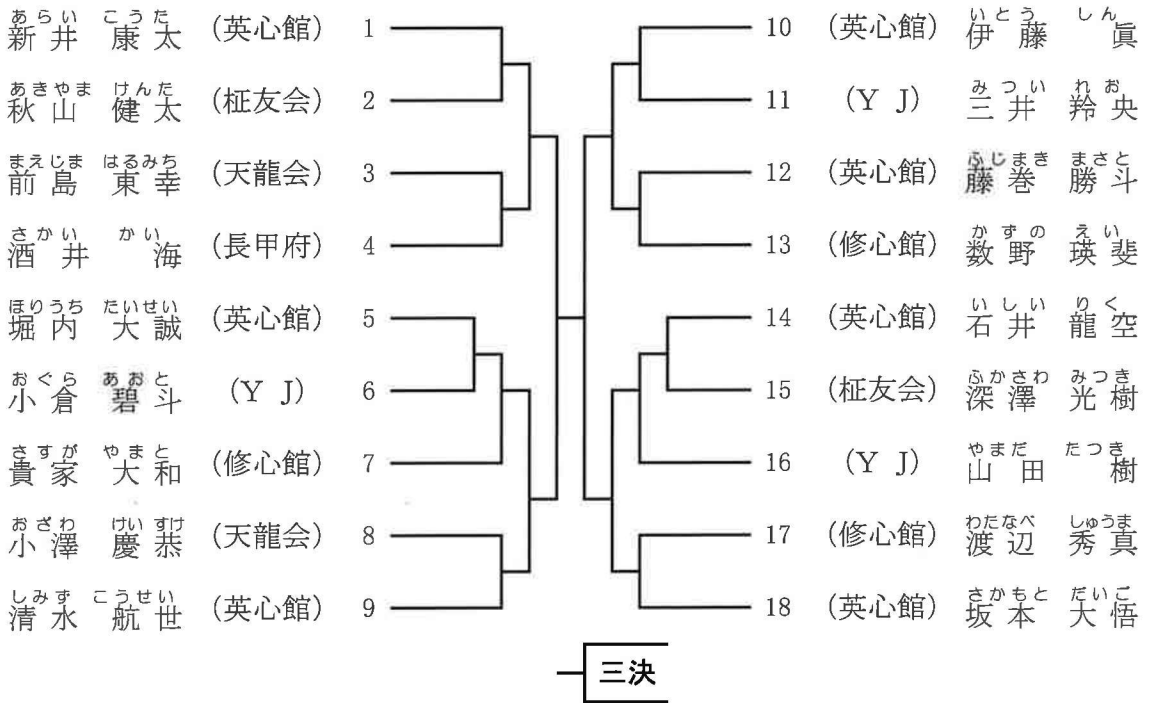 あらい こうた
新井 康太 (英心館) 1
あきやま けんた
秋山 健太 (柾友会) 2
まえじま はるみち
前島 東幸 (天龍会) 3
さかい かい
酒井 海 (長甲府) 4
ほりうち たいせい
堀内 大誠 (英心館) 5
おぐら あおと
小倉 碧斗 (Y J) 6
さすが やまと
貴家 大和 (修心館) 7
おざわ けいすけ
小澤 慶恭 (天龍会) 8
しみず こうせい
清水 航世 (英心館) 9
いとう しん
10 (英心館) 伊藤 眞
みつい れお
11 (Y J) 三井 羚央
ふじまき まさと
12 (英心館) 藤巻 勝斗
かずの えい
13 (修心館) 数野 瑛斐
いしい りく
14 (英心館) 石井 龍空
ふかさわ みつき
15 (柾友会) 深澤 光樹
やまだ たつき
16 (Y J) 山田 樹
わたなべ しゅうま
17 (修心館) 渡辺 秀真
さかもと だいご
18 (英心館) 坂本 大悟
三決